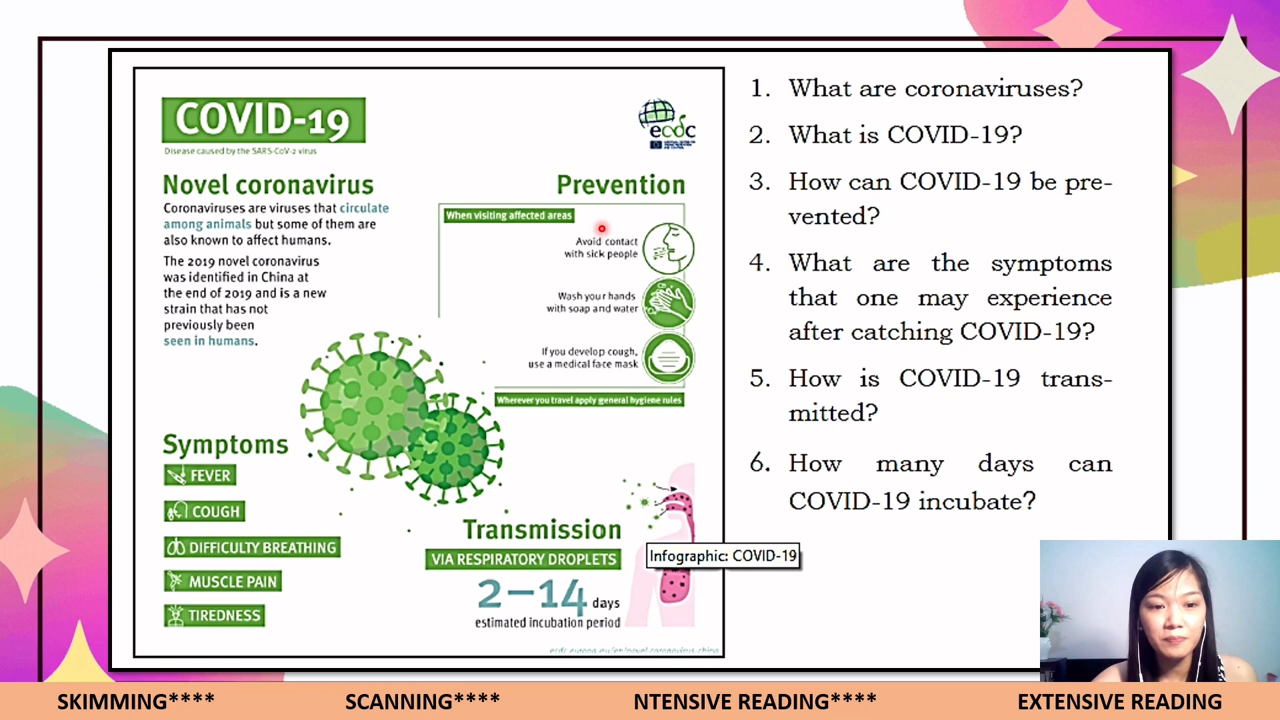 COVID-19
Disease caused by the SARS-CoV-2 virus
ecdc
Novel coronavirus
Coronaviruses are viruses that circulate
among animals but some of them are
also known to affect humans.
The 2019 novel coronavirus
was identified in China at
the end of 2019 and is a new
strain that has not
previously been
seen in humans.
Prevention
When visiting affected areas
Avoid contact
with sick people
Wash your hands
with soap and water
If you develop cough,
use a medical face mask
Wherever you travel apply general hygiene rules
Symptoms
FEVER
COUGH
DIFFICULTY BREATHING
MUSCLE PAIN
TIREDNESS
Transmission
VIA RESPIRATORY DROPLETS
2–14 days
estimated incubation period
Infographic: COVID-19
1. What are coronaviruses?
2. What is COVID-19?
3. How can COVID-19 be pre-
vented?
4. What are the symptoms
that one may experience
after catching COVID-19?
5. How is COVID-19 trans-
mitted?
6. How many days can
COVID-19 incubate?
SKIMMING**** SCANNING**** NTENSIVE READING**** EXTENSIVE READING